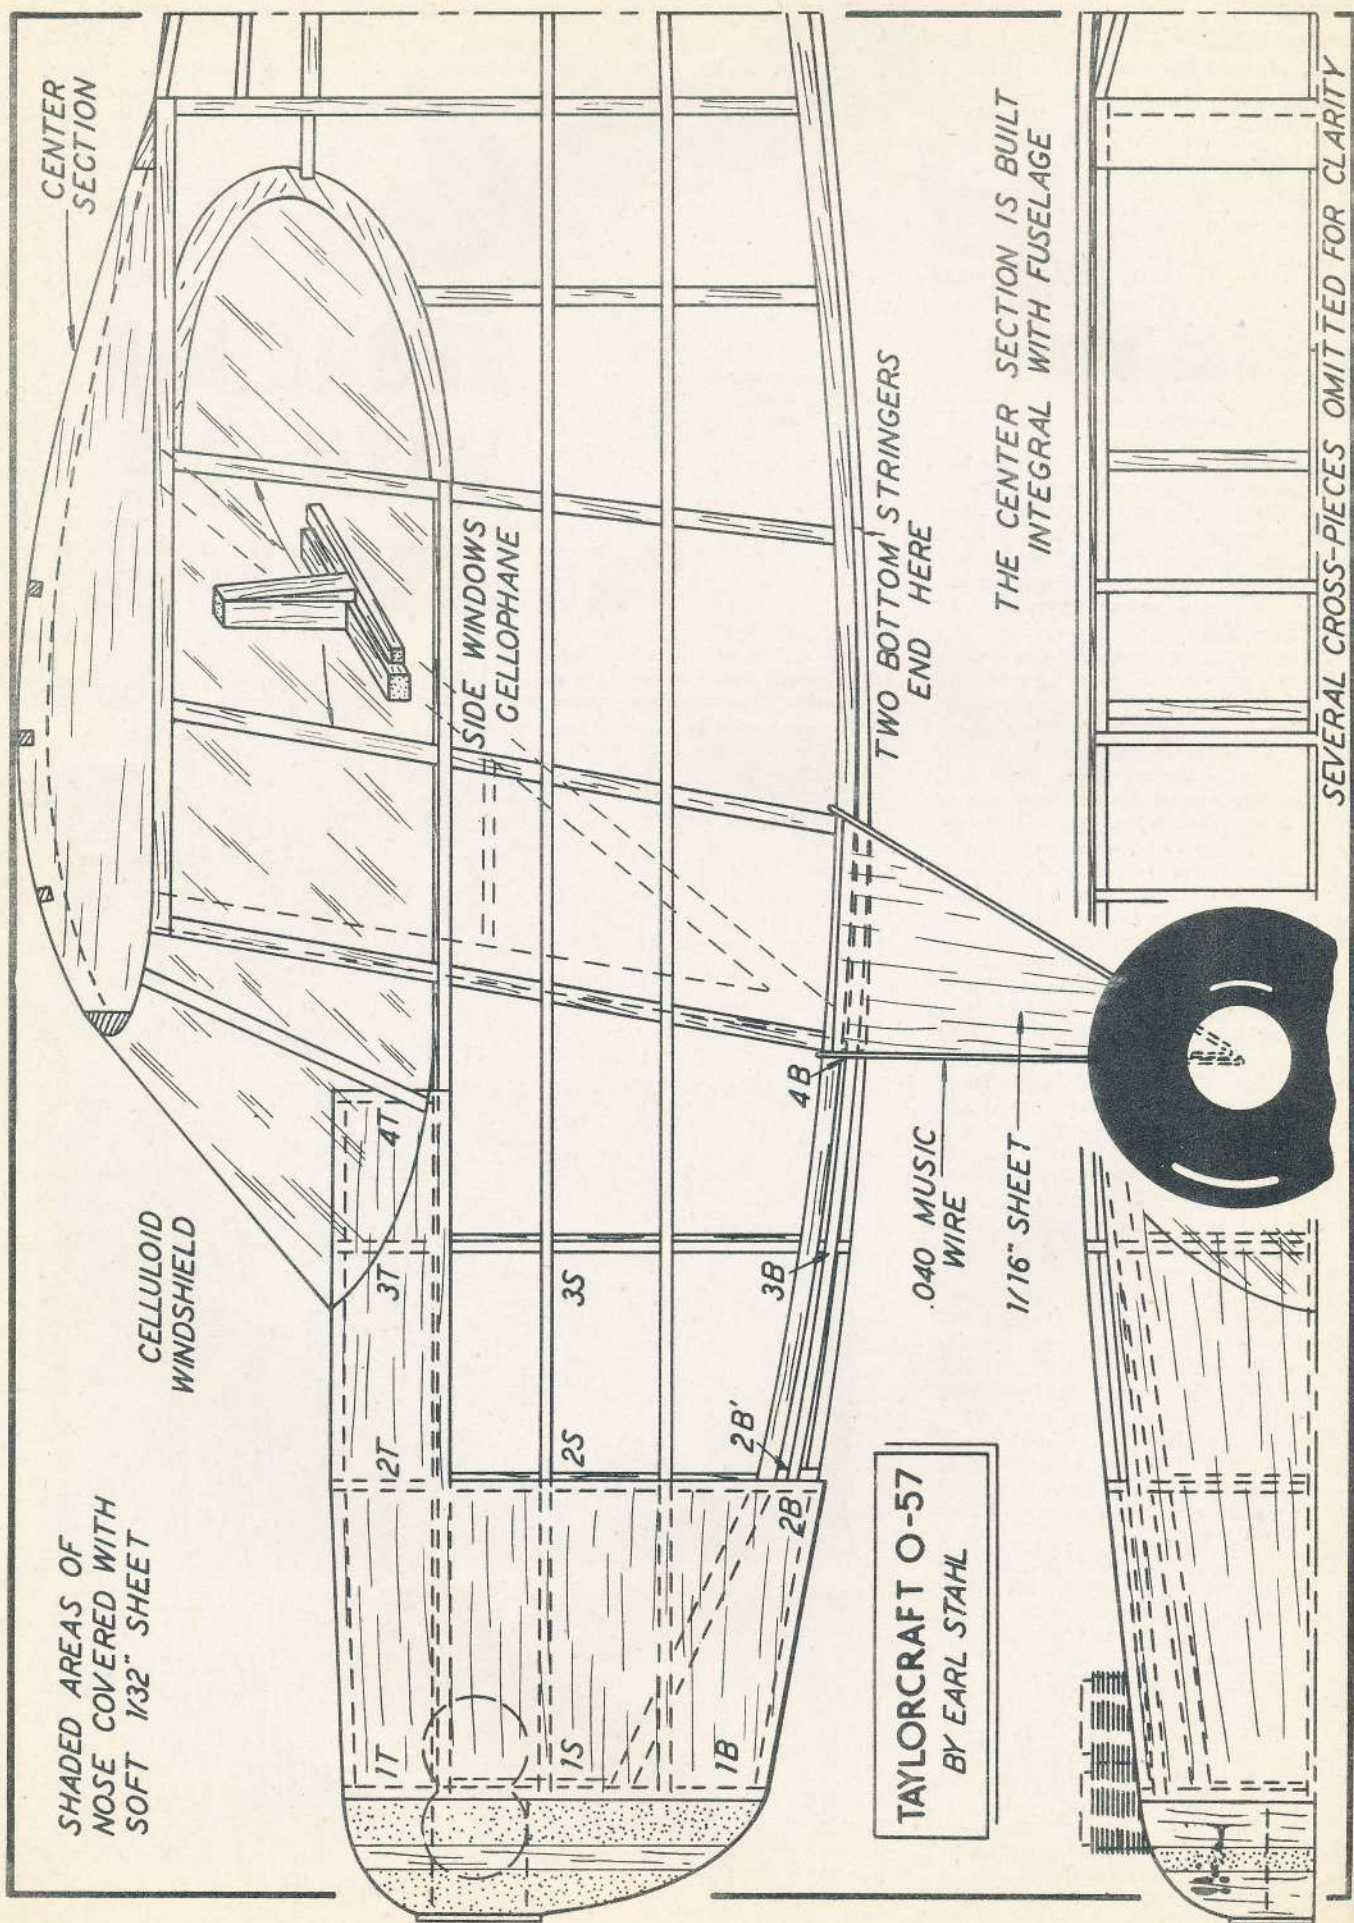 SHADED AREAS OF
NOSE COVERED WITH
SOFT 1/32" SHEET
CELLULOID
WINDSHIELD
CENTER
SECTION
1T
2T
3T
4T
SIDE WINDOWS
GELLOPHANE
1S
2S
3S
1B
2B
2B'
3B
4B
TWO BOTTOM STRINGERS
END HERE
TAYLORCRAFT O-57
BY EARL STAHL
.040 MUSIC
WIRE
1/16" SHEET
THE CENTER SECTION IS BUILT
INTEGRAL WITH FUSELAGE
SEVERAL CROSS-PIECES OMITTED FOR CLARITY